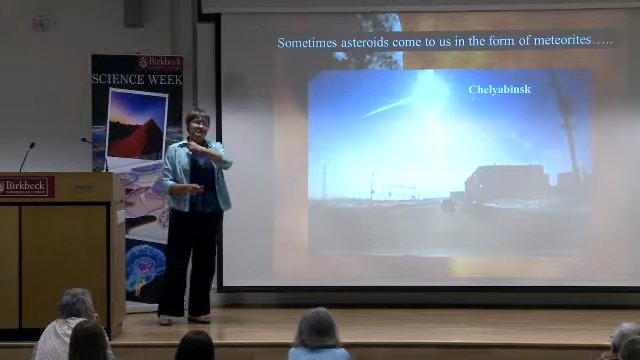 Sometimes asteroids come to us in the form of meteorites…..
Chelyabinsk
Birkbeck
SCIENCE WEEK
Birkbeck